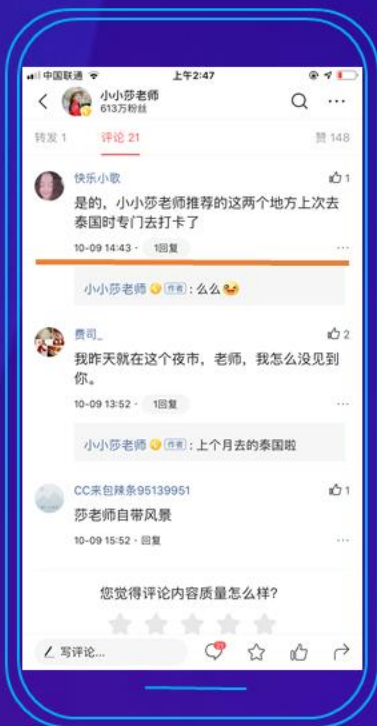 中国联通 上午2:47
小小莎老师
613万粉丝
转发 1 评论 21 赞 148
快乐小歌 1
是的，小小莎老师推荐的这两个地方上次去
泰国时专门去打卡了
10-09 14:43 · 1回复
小小莎老师 作者 : 么么
费司_ 2
我昨天就在这个夜市，老师，我怎么没见到
你。
10-09 13:52 · 1回复
小小莎老师 作者 : 上个月去的泰国啦
CC来包辣条95139951 1
莎老师自带风景
10-09 15:52 · 回复
您觉得评论内容质量怎么样?
写评论... 21